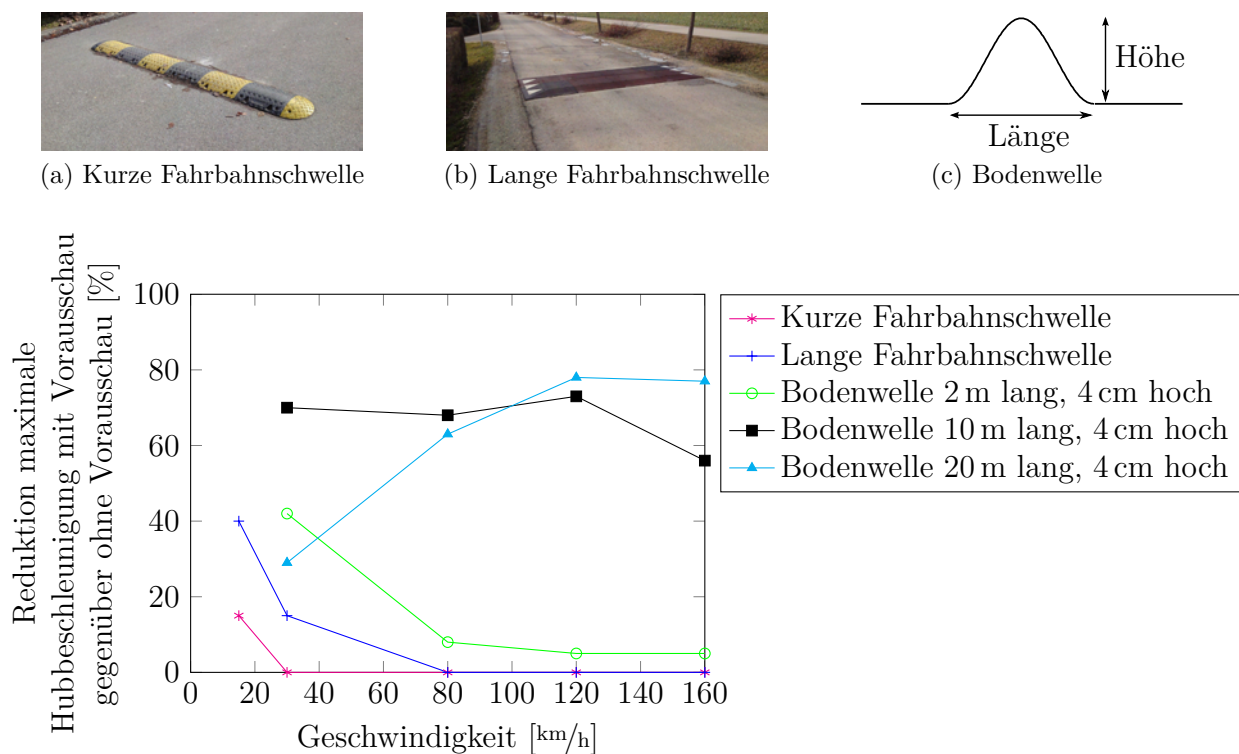 Höhe
Länge
(a) Kurze Fahrbahnschwelle
(b) Lange Fahrbahnschwelle
(c) Bodenwelle
Reduktion maximale
Hubbeschleunigung mit Vorausschau
gegenüber ohne Vorausschau [%]
100
80
60
40
20
0
0 20 40 60 80 100 120 140 160
Geschwindigkeit [km/h]
Kurze Fahrbahnschwelle
Lange Fahrbahnschwelle
Bodenwelle 2 m lang, 4 cm hoch
Bodenwelle 10 m lang, 4 cm hoch
Bodenwelle 20 m lang, 4 cm hoch